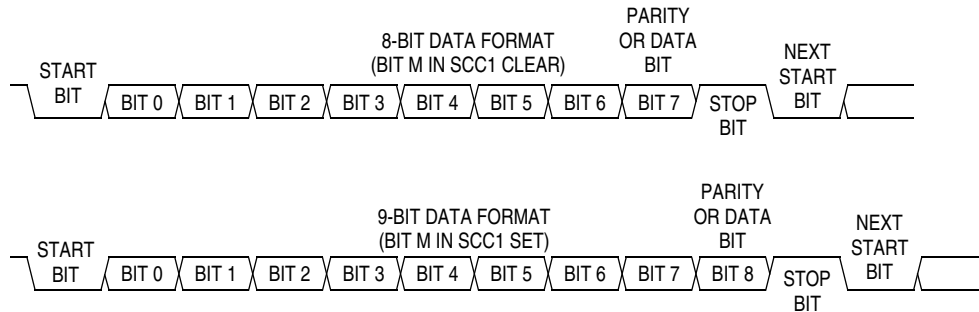 8-BIT DATA FORMAT
(BIT M IN SCC1 CLEAR)
PARITY
OR DATA
BIT
START
BIT
BIT 0 BIT 1 BIT 2 BIT 3 BIT 4 BIT 5 BIT 6 BIT 7
STOP
BIT
NEXT
START
BIT
9-BIT DATA FORMAT
(BIT M IN SCC1 SET)
PARITY
OR DATA
BIT
START
BIT
BIT 0 BIT 1 BIT 2 BIT 3 BIT 4 BIT 5 BIT 6 BIT 7 BIT 8
STOP
BIT
NEXT
START
BIT